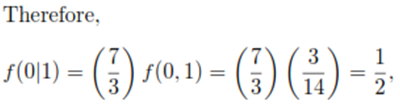 Therefore,
f(0|1) = (7/3) f(0, 1) = (7/3) (3/14) = 1/2,